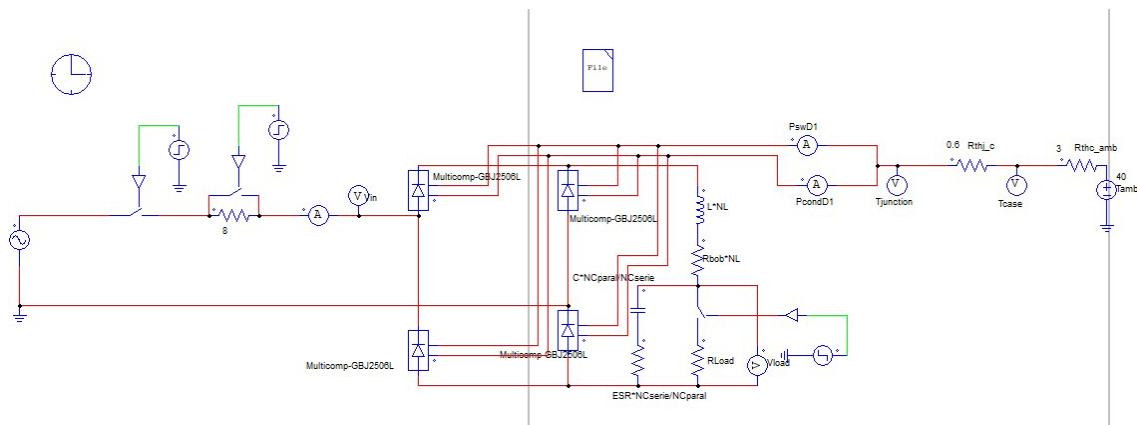 File
PswD1
A
0.6 Rthj_c
3 Rthc_amb
Multicomp-GBJ2506L
A
V
V
40
Tamb
V Vin
PcondD1
Tjunction
Tcase
A
Multicomp-GBJ2506L
L*NL
8
Rbob*NL
C*NCparal/NCserie
Multicomp-GBJ2506L
Multicomp-GBJ2506L
RLoad
V
Vload
ESR*NCserie/NCparal